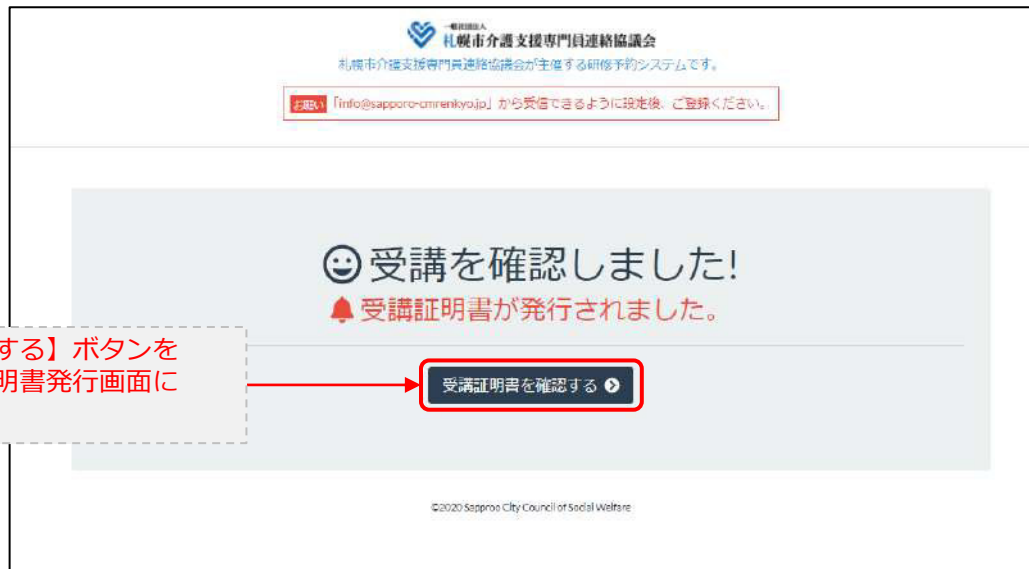 一般社団法人
札幌市介護支援専門員連絡協議会
札幌市介護支援専門員連絡協議会が主催する研修予約システムです。
お願い 「info@sapporo-cmrenkyo.jp」から受信できるように設定後、ご登録ください。
受講を確認しました!
受講証明書が発行されました。
する】ボタンを
明書発行画面に
受講証明書を確認する
©2020 Sapproo City Council of Social Welfare